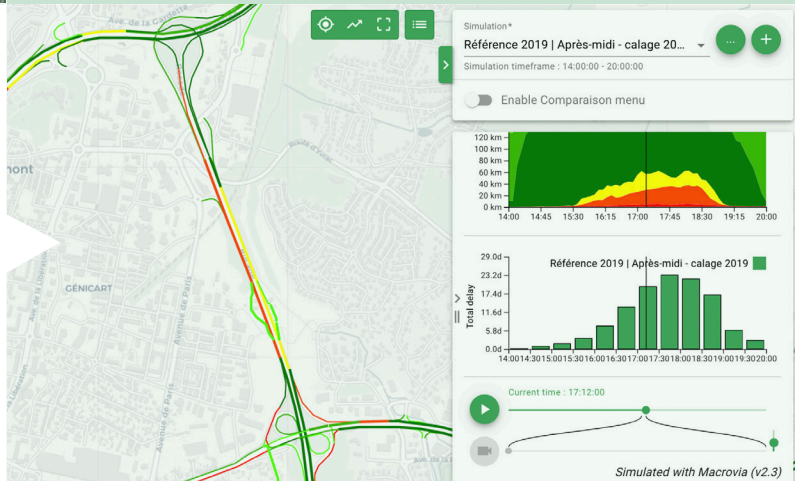 Ave. de la Gardette
Simulation*
Référence 2019 | Après-midi - calage 20...
...
+
Simulation timeframe : 14:00:00 - 20:00:00
Enable Comparaison menu
120 km
100 km
80 km
60 km
40 km
20 km
0 km
14:00 14:45 15:30 16:15 17:00 17:45 18:30 19:15 20:00
mont
GÉNICART
Avenue de Paris
Avenue de Paris
29.0d
23.2d
17.4d
11.6d
5.8d
0.0d
Total delay
Référence 2019 | Après-midi - calage 2019
14:00 14:30 15:00 15:30 16:00 16:30 17:00 17:30 18:00 18:30 19:00 19:30 20:00
Current time : 17:12:00
Simulated with Macrovia (v2.3)